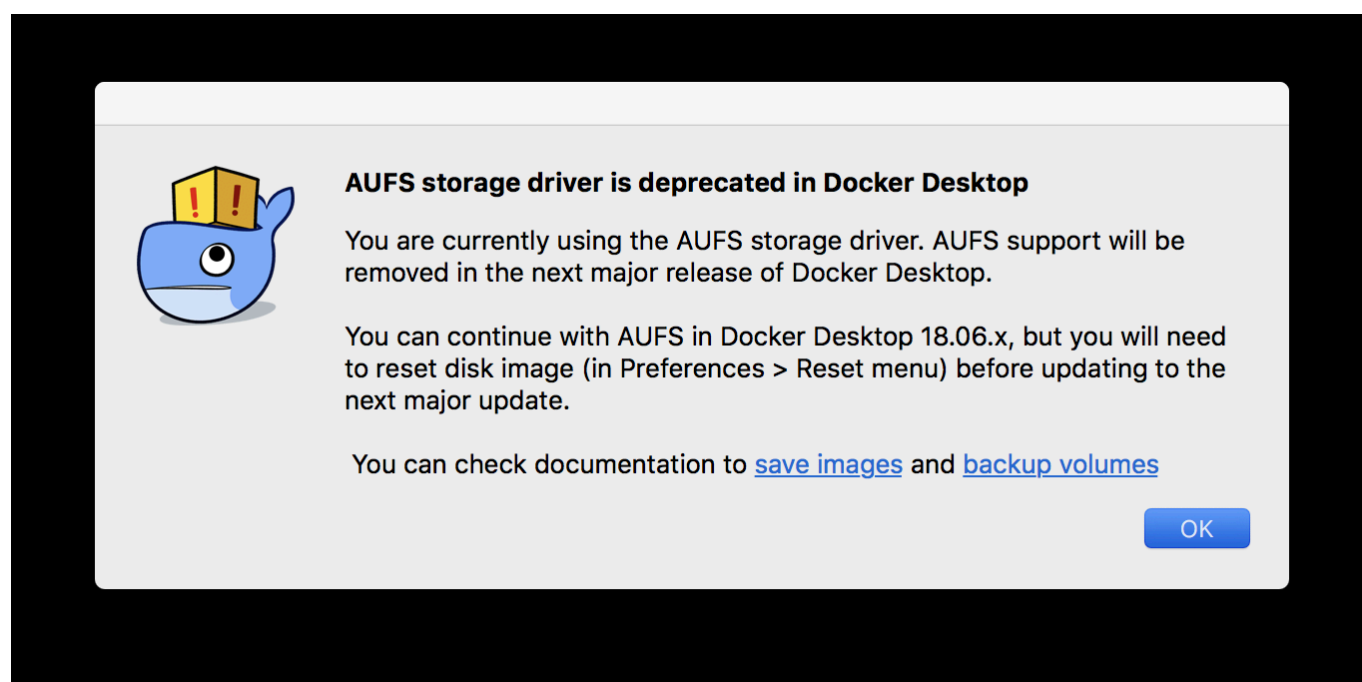 AUFS storage driver is deprecated in Docker Desktop
You are currently using the AUFS storage driver. AUFS support will be
removed in the next major release of Docker Desktop.
You can continue with AUFS in Docker Desktop 18.06.x, but you will need
to reset disk image (in Preferences > Reset menu) before updating to the
next major update.
You can check documentation to save images and backup volumes
OK